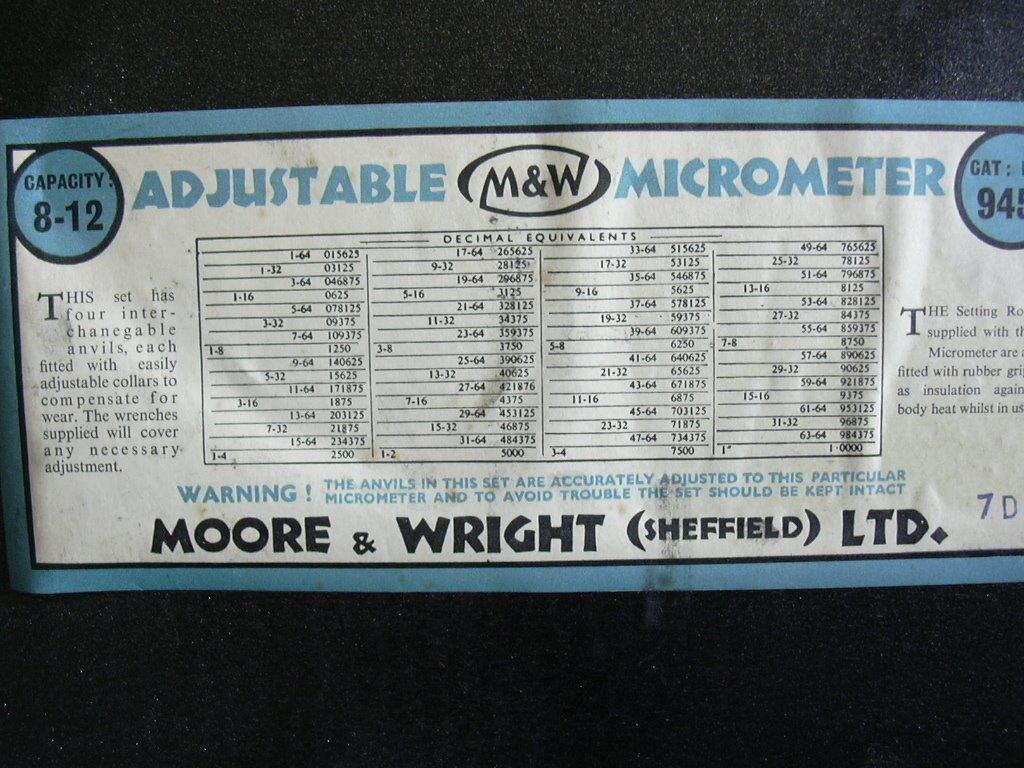 CAPACITY:
8-12
ADJUSTABLE M&W MICROMETER
CAT:
945
THIS set has
four inter-
chanegable
anvils, each
fitted with easily
adjustable collars to
compensate for
wear. The wrenches
supplied will cover
any necessary
adjustment.
DECIMAL EQUIVALENTS
1-64 015625
1-32 03125
3-64 046875
1-16 0625
5-64 078125
3-32 09375
7-64 109375
1-8 1250
9-64 140625
5-32 15625
11-64 171875
3-16 1875
13-64 203125
7-32 21875
15-64 234375
1-4 2500
17-64 265625
9-32 28125
19-64 296875
5-16 3125
21-64 328125
11-32 34375
23-64 359375
3-8 3750
25-64 390625
13-32 40625
27-64 421876
7-16 4375
29-64 453125
15-32 46875
31-64 484375
1-2 5000
33-64 515625
17-32 53125
35-64 546875
9-16 5625
37-64 578125
19-32 59375
39-64 609375
5-8 6250
41-64 640625
21-32 65625
43-64 671875
11-16 6875
45-64 703125
23-32 71875
47-64 734375
3-4 7500
49-64 765625
25-32 78125
51-64 796875
13-16 8125
53-64 828125
27-32 84375
55-64 859375
7-8 8750
57-64 890625
29-32 90625
59-64 921875
15-16 9375
61-64 953125
31-32 96875
63-64 984375
1" 1·0000
THE Setting
supplied with
Micrometer are
fitted with rubber
as insulation
body heat whilst in
WARNING! THE ANVILS IN THIS SET ARE ACCURATELY ADJUSTED TO THIS PARTICULAR
MICROMETER AND TO AVOID TROUBLE THE SET SHOULD BE KEPT INTACT
7D
MOORE & WRIGHT (SHEFFIELD) LTD.